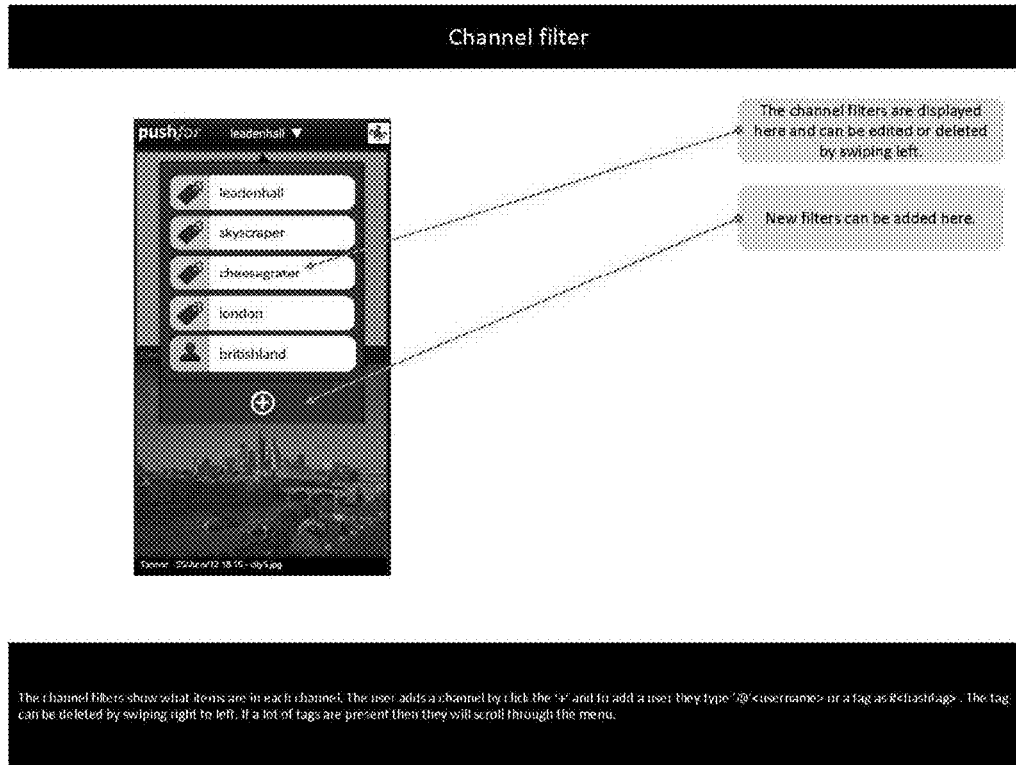 Channel filter
pushfor leadenhall
leadenhall
skyscraper
cheesegrater
london
britishland
The channel filters are displayed
here and can be edited or deleted
by swiping left.
New filters can be added here.
The channel filters show what items are in each channel. The user adds a channel by click the '+' and to add a user they type '@'<username> or a tag as #<hashtag> . The tag
can be deleted by swiping right to left. If a lot of tags are present then they will scroll through the menu.